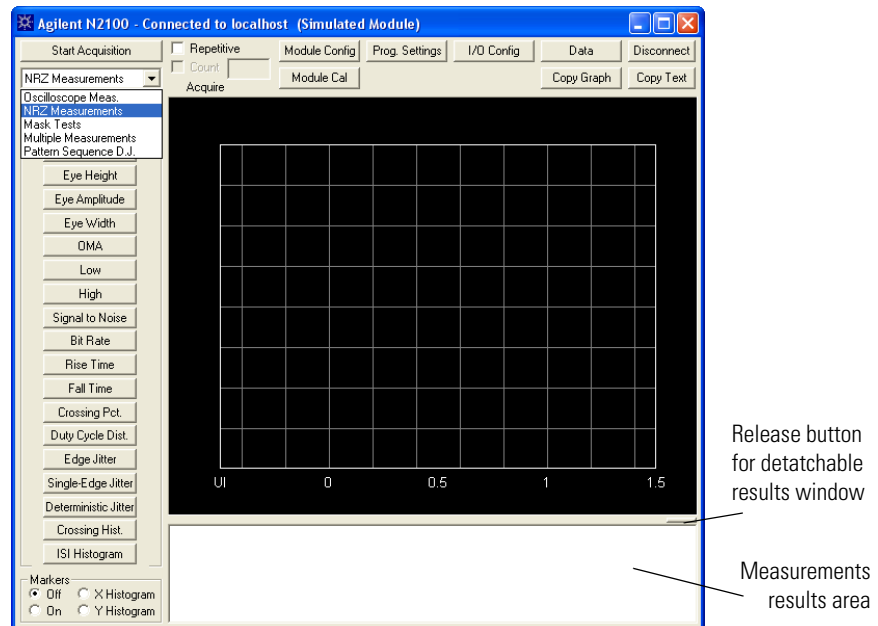 Agilent N2100 - Connected to localhost (Simulated Module)
Start Acquisition
Repetitive
Module Config
Prog. Settings
I/O Config
Data
Disconnect
Count
Acquire
Module Cal
Copy Graph
Copy Text
NRZ Measurements
Oscilloscope Meas.
NRZ Measurements
Mask Tests
Multiple Measurements
Pattern Sequence D.J.
Eye Height
Eye Amplitude
Eye Width
OMA
Low
High
Signal to Noise
Bit Rate
Rise Time
Fall Time
Crossing Pct.
Duty Cycle Dist.
Edge Jitter
Single-Edge Jitter
Deterministic Jitter
Crossing Hist.
ISI Histogram
UI 0 0.5 1 1.5
Markers
Off X Histogram
On Y Histogram
Release button
for detatchable
results window
Measurements
results area